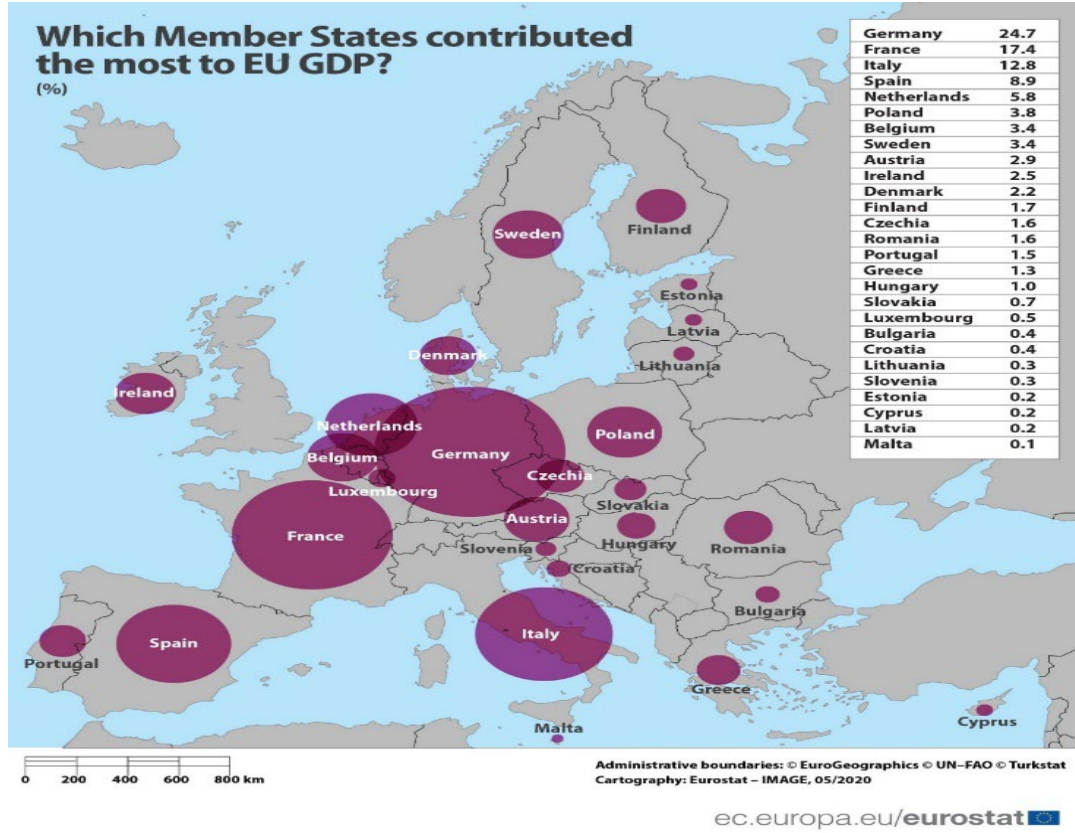 Which Member States contributed
the most to EU GDP?
(%)
Germany 24.7
France 17.4
Italy 12.8
Spain 8.9
Netherlands 5.8
Poland 3.8
Belgium 3.4
Sweden 3.4
Austria 2.9
Ireland 2.5
Denmark 2.2
Finland 1.7
Czechia 1.6
Romania 1.6
Portugal 1.5
Greece 1.3
Hungary 1.0
Slovakia 0.7
Luxembourg 0.5
Bulgaria 0.4
Croatia 0.4
Lithuania 0.3
Slovenia 0.3
Estonia 0.2
Cyprus 0.2
Latvia 0.2
Malta 0.1
Sweden
Finland
Estonia
Latvia
Denmark
Lithuania
Ireland
Netherlands
Poland
Belgium
Germany
Czechia
Luxembourg
Slovakia
Austria
France
Hungary
Slovenia
Romania
Croatia
Bulgaria
Italy
Spain
Portugal
Greece
Cyprus
Malta
0 200 400 600 800 km
Administrative boundaries: © EuroGeographics © UN–FAO © Turkstat
Cartography: Eurostat – IMAGE, 05/2020
ec.europa.eu/eurostat